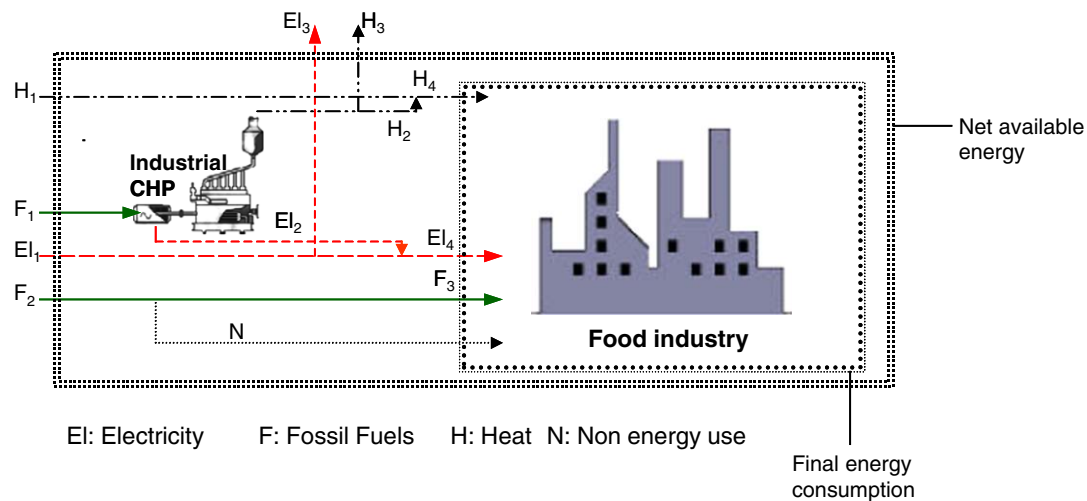 El₃
H₃
H₁
H₄
H₂
Net available
energy
Industrial
CHP
F₁
El₂
El₁
El₄
F₂
F₃
N
Food industry
El: Electricity F: Fossil Fuels H: Heat N: Non energy use
Final energy
consumption